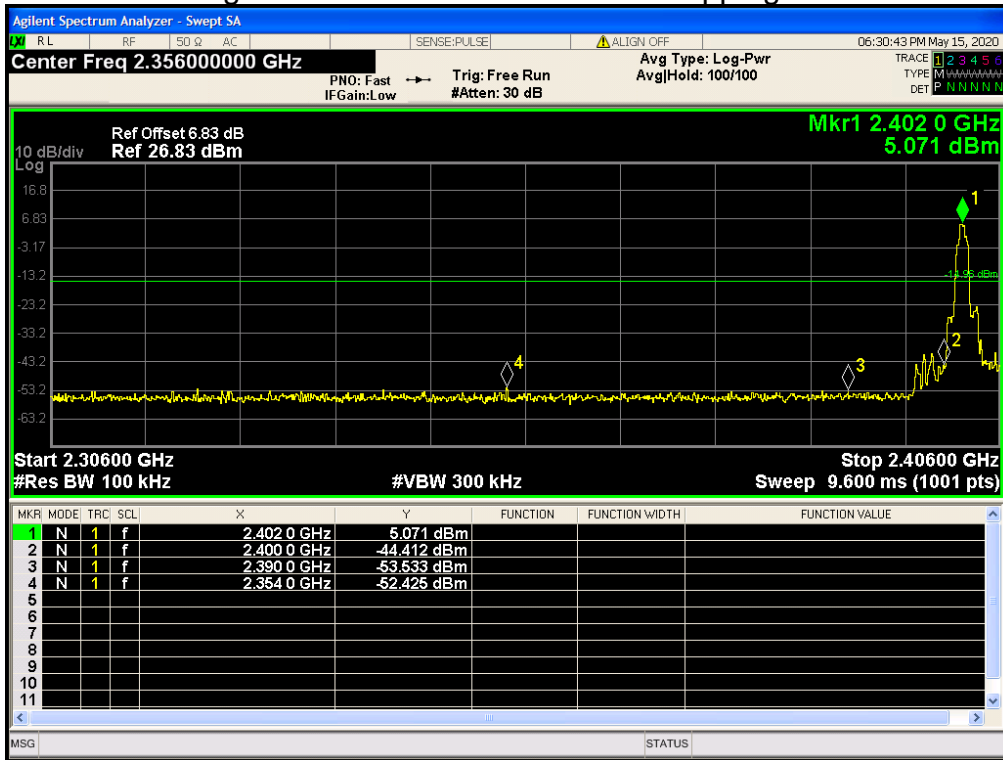 Agilent Spectrum Analyzer - Swept SA
LXI RL RF 50 Ω AC SENSE:PULSE ALIGN OFF 06:30:43 PM May 15, 2020
Center Freq 2.356000000 GHz
PNO: Fast Trig: Free Run
IFGain:Low #Atten: 30 dB
Avg Type: Log-Pwr
Avg|Hold: 100/100
TRACE 1 2 3 4 5 6
TYPE M
DET P N N N N N
Mkr1 2.402 0 GHz
5.071 dBm
Ref Offset 6.83 dB
10 dB/div Ref 26.83 dBm
Log
16.8
6.83
-3.17
-13.2
-23.2
-33.2
-43.2
-53.2
-63.2
1
-14.95 dBm
2
3
4
Start 2.30600 GHz Stop 2.40600 GHz
#Res BW 100 kHz #VBW 300 kHz Sweep 9.600 ms (1001 pts)
MKR MODE TRC SCL X Y FUNCTION FUNCTION WIDTH FUNCTION VALUE
1 N 1 f 2.402 0 GHz 5.071 dBm
2 N 1 f 2.400 0 GHz -44.412 dBm
3 N 1 f 2.390 0 GHz -53.533 dBm
4 N 1 f 2.354 0 GHz -52.425 dBm
5
6
7
8
9
10
11
MSG STATUS